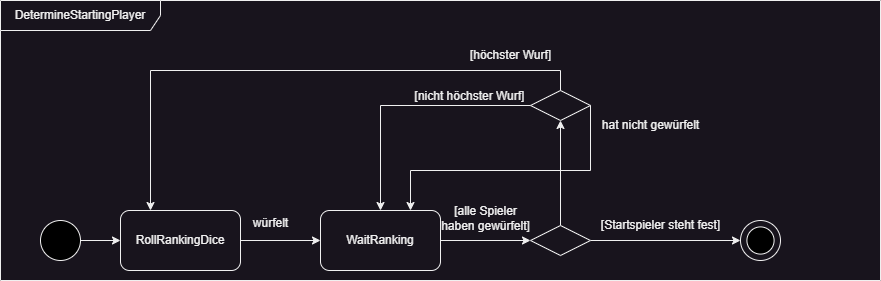 DetermineStartingPlayer
[höchster Wurf]
[nicht höchster Wurf]
hat nicht gewürfelt
würfelt
[alle Spieler
haben gewürfelt]
[Startspieler steht fest]
RollRankingDice
WaitRanking